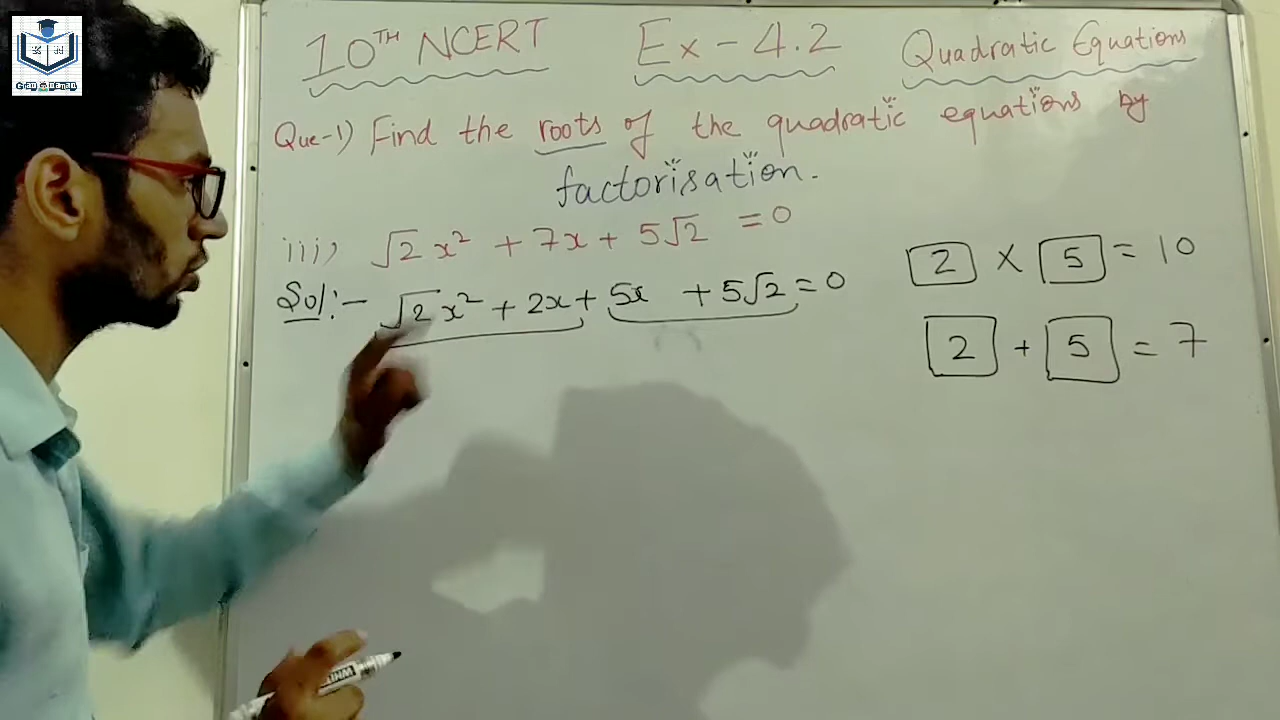 10TH NCERT Ex-4.2 Quadratic Equations
Que-1) Find the roots of the quadratic equations by
factorisation.
iii) √2 x² + 7x + 5√2 = 0
Sol:- √2 x² + 2x + 5x + 5√2 = 0
2 × 5 = 10
2 + 5 = 7